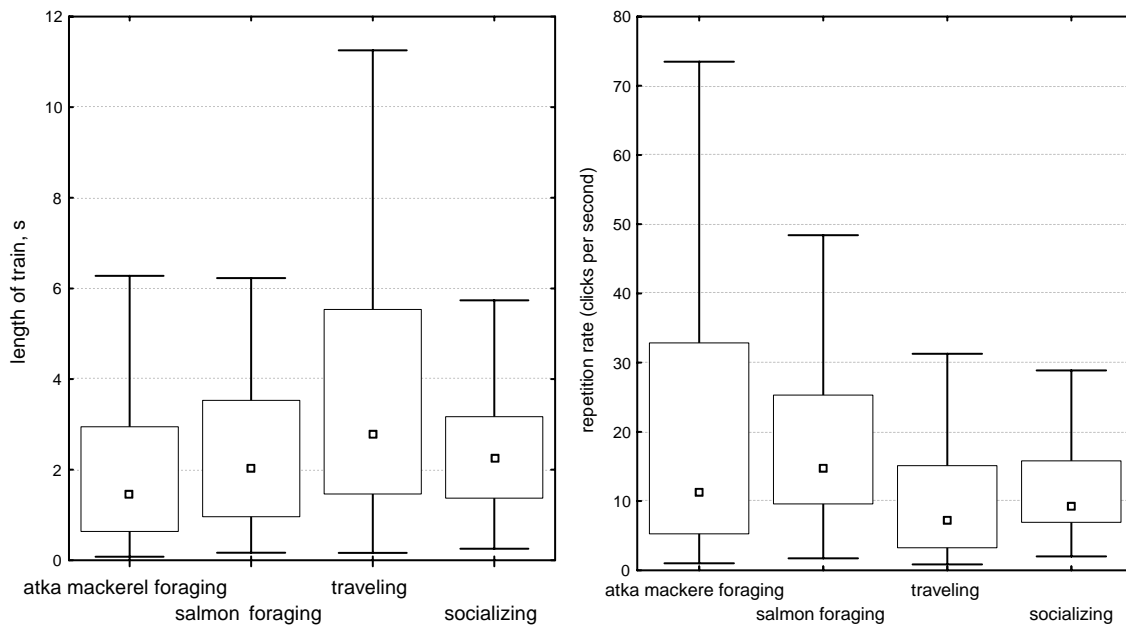 length of train, s
12
10
8
6
4
2
0
atka mackerel foraging
salmon foraging
traveling
socializing
repetition rate (clicks per second)
80
70
60
50
40
30
20
10
0
atka mackere foraging
salmon foraging
traveling
socializing